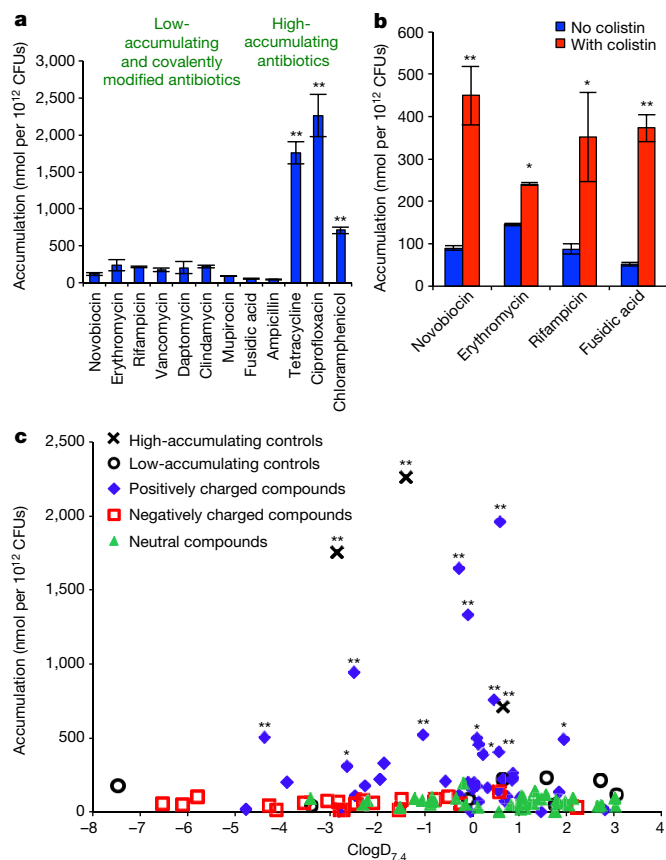 a
Low-
accumulating
and covalently
modified antibiotics
High-
accumulating
antibiotics
Accumulation (nmol per 10¹² CFUs)
3,000
2,500
2,000
1,500
1,000
500
0
**
**
**
Novobiocin
Erythromycin
Rifampicin
Vancomycin
Daptomycin
Clindamycin
Mupirocin
Fusidic acid
Ampicillin
Tetracycline
Ciprofloxacin
Chloramphenicol
b
No colistin
With colistin
Accumulation (nmol per 10¹² CFUs)
600
500
400
300
200
100
0
**
*
*
**
Novobiocin
Erythromycin
Rifampicin
Fusidic acid
c
Accumulation (nmol per 10¹² CFUs)
2,500
2,000
1,500
1,000
500
0
High-accumulating controls
Low-accumulating controls
Positively charged compounds
Negatively charged compounds
Neutral compounds
**
**
**
**
**
**
** **
**
**
*
*
* **
*
−8 −7 −6 −5 −4 −3 −2 −1 0 1 2 3 4
ClogD₇.₄